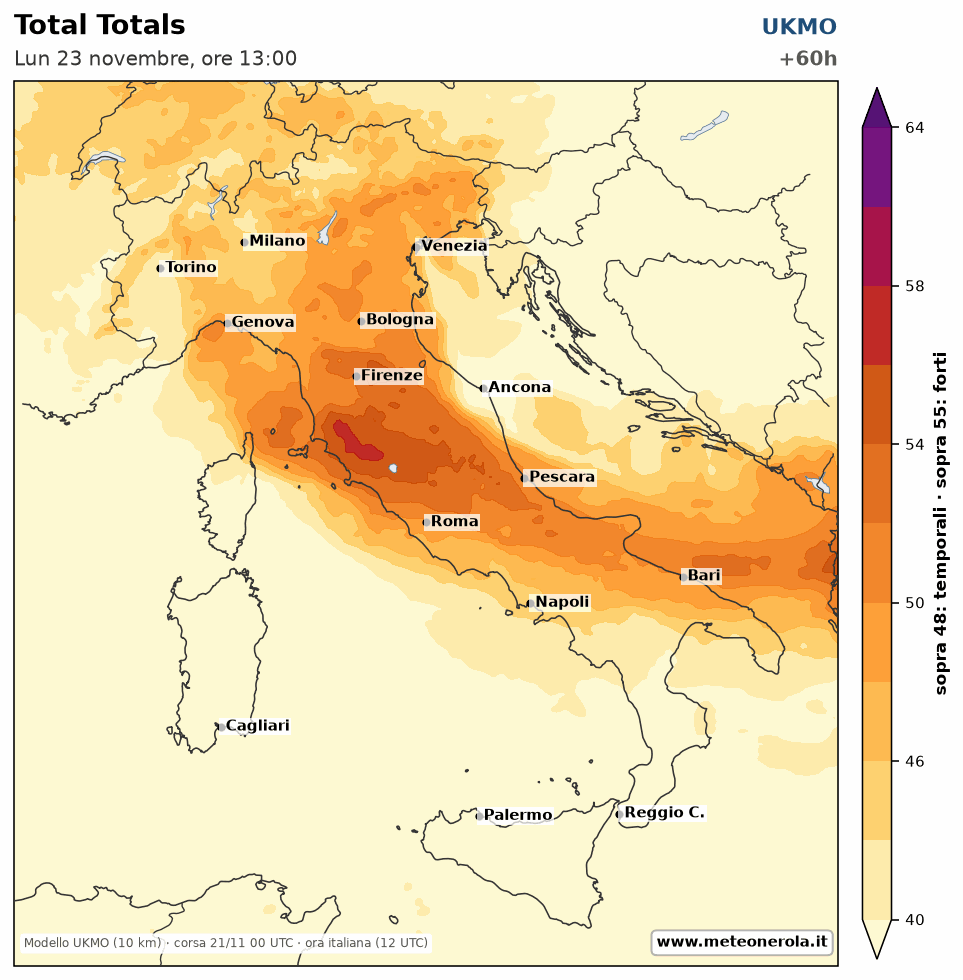 Total Totals
UKMO
Lun 23 novembre, ore 13:00
+60h
Milano
Venezia
Torino
Genova
Bologna
Firenze
Ancona
Pescara
Roma
Bari
Napoli
Cagliari
Palermo
Reggio C.
64
58
54
50
46
40
sopra 48: temporali · sopra 55: forti
Modello UKMO (10 km) · corsa 21/11 00 UTC · ora italiana (12 UTC)
www.meteonerola.it